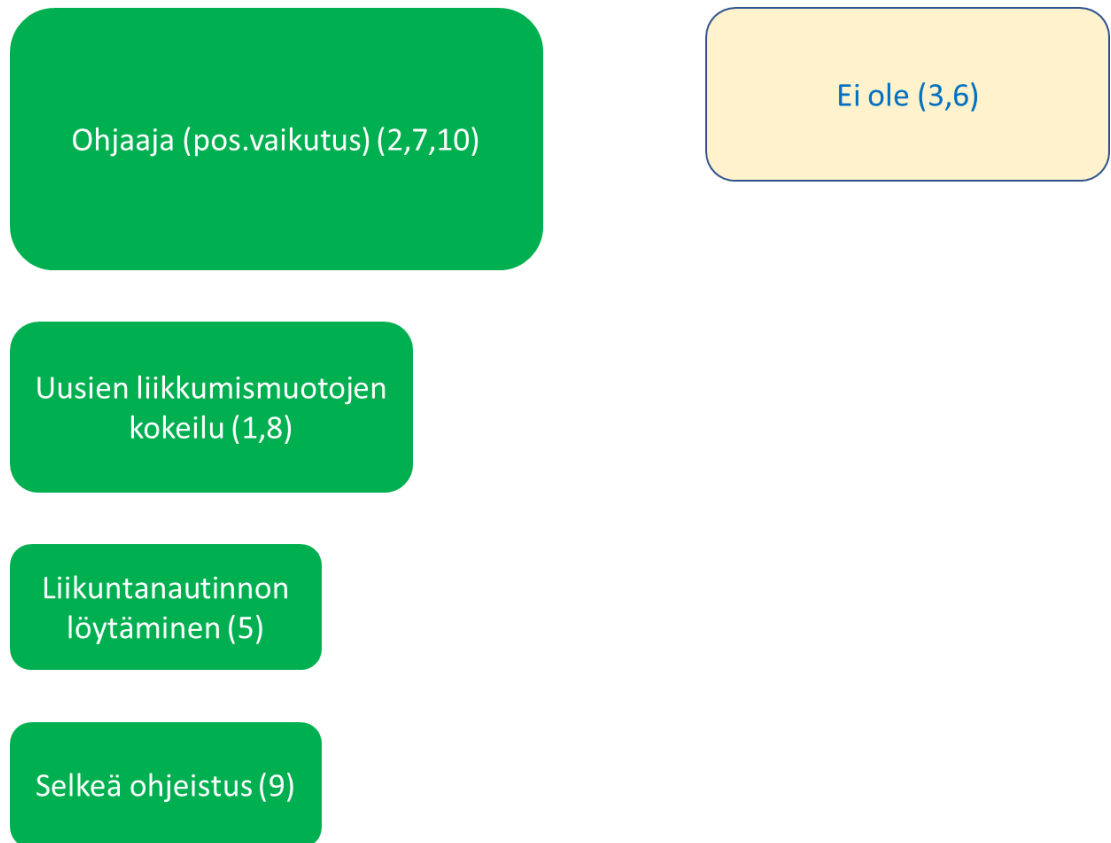 Ohjaaja (pos.vaikutus) (2,7,10)
Ei ole (3,6)
Uusien liikkumismuotojen
kokeilu (1,8)
Liikuntanautinnon
löytäminen (5)
Selkeä ohjeistus (9)